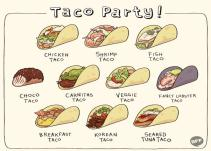 Taco Party!
CHICKEN TACO
SHRIMP TACO
FISH TACO
CHOCO TACO
CARNITAS TACO
VEGGIE TACO
FUNKY LOBSTER TACO
BREAKFAST TACO
KOREAN TACO
SEARED TUNA TACO